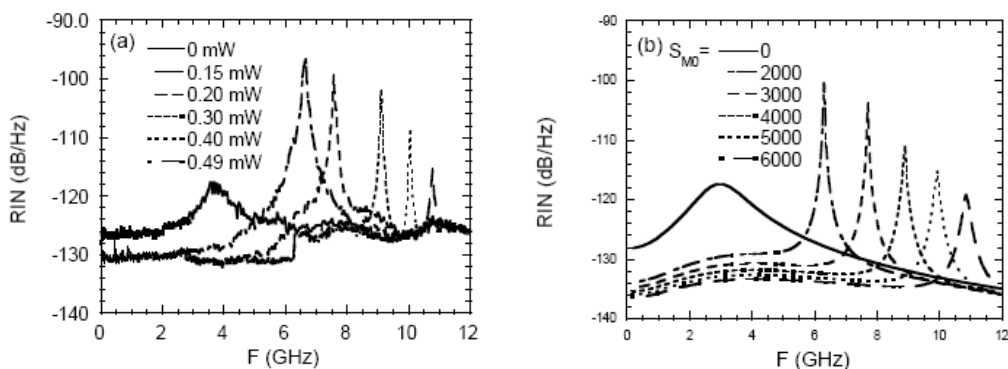 (a)
0 mW
0.15 mW
0.20 mW
0.30 mW
0.40 mW
0.49 mW
RIN (dB/Hz)
-90.0
-100
-110
-120
-130
-140
0 2 4 6 8 10 12
F (GHz)
(b)
S_M0= 0
2000
3000
4000
5000
6000
RIN (dB/Hz)
-90
-100
-110
-120
-130
-140
0 2 4 6 8 10 12
F (GHz)